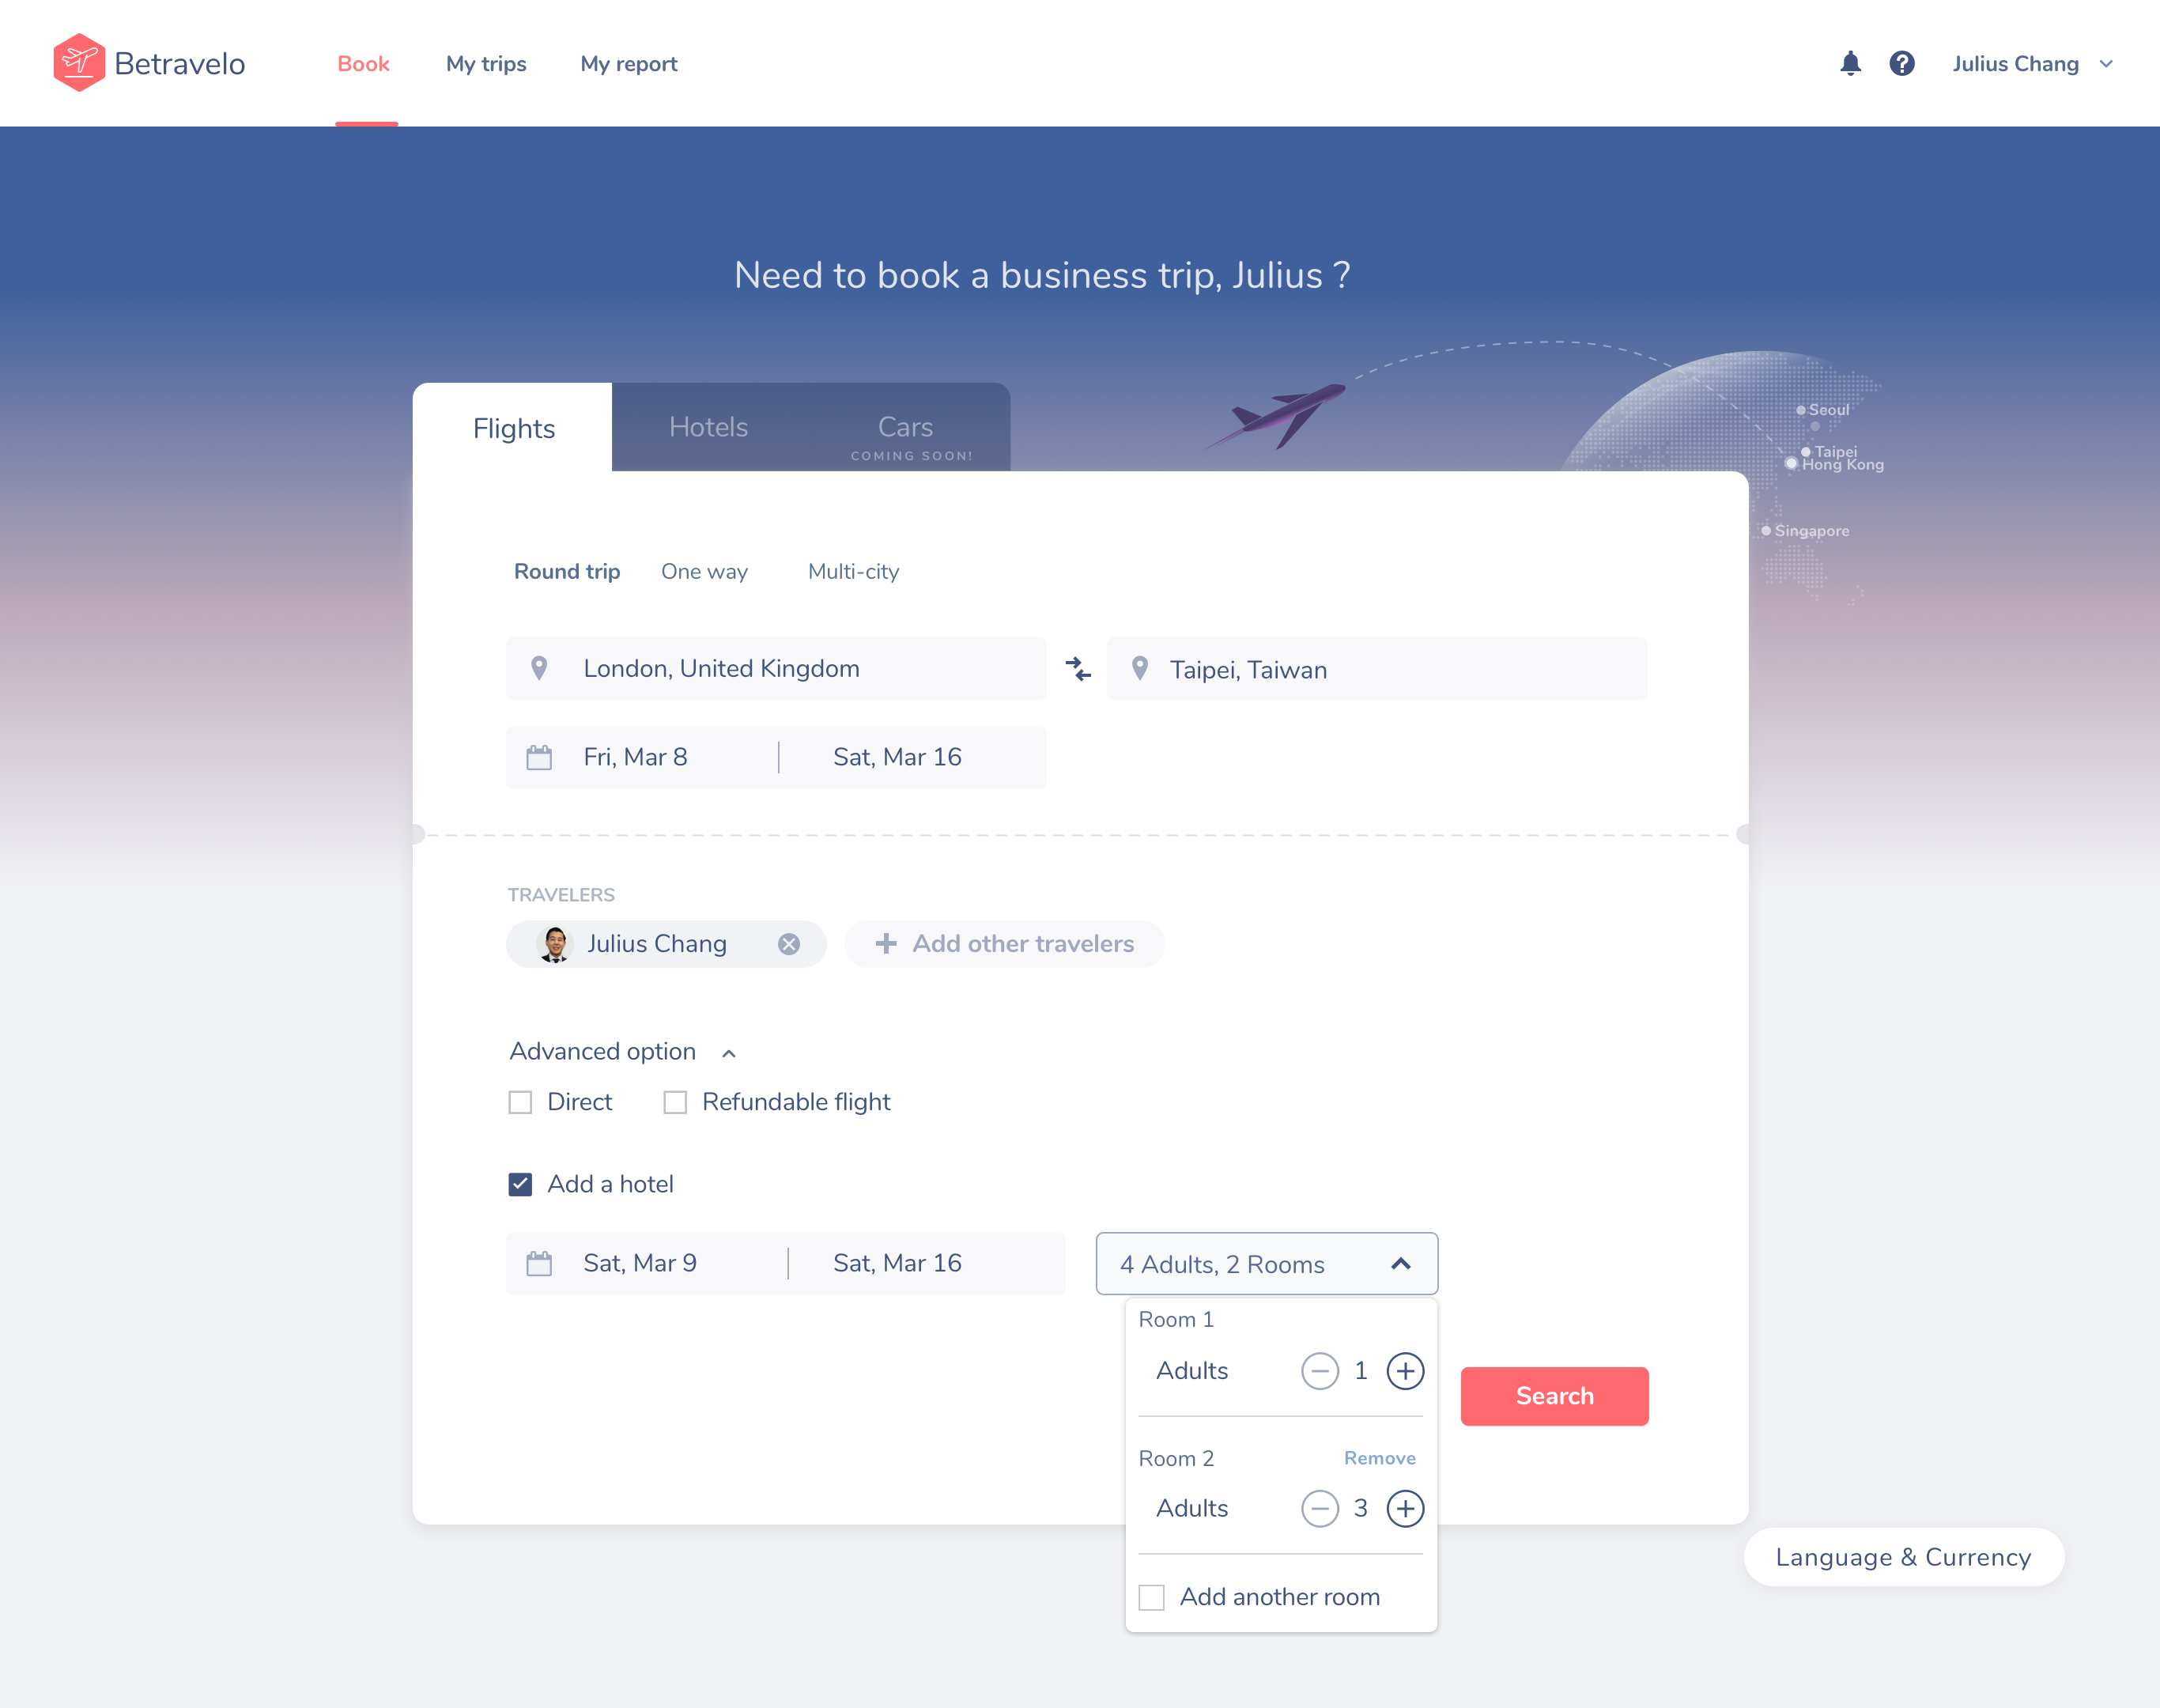 Betravelo
Book
My trips
My report
Julius Chang
Need to book a business trip, Julius ?
Flights
Hotels
Cars
COMING SOON!
Seoul
Taipei
Hong Kong
Singapore
Round trip
One way
Multi-city
London, United Kingdom
Taipei, Taiwan
Fri, Mar 8
Sat, Mar 16
TRAVELERS
Julius Chang
Add other travelers
Advanced option
Direct
Refundable flight
Add a hotel
Sat, Mar 9
Sat, Mar 16
4 Adults, 2 Rooms
Room 1
Adults
1
Search
Room 2
Remove
Adults
3
Language & Currency
Add another room